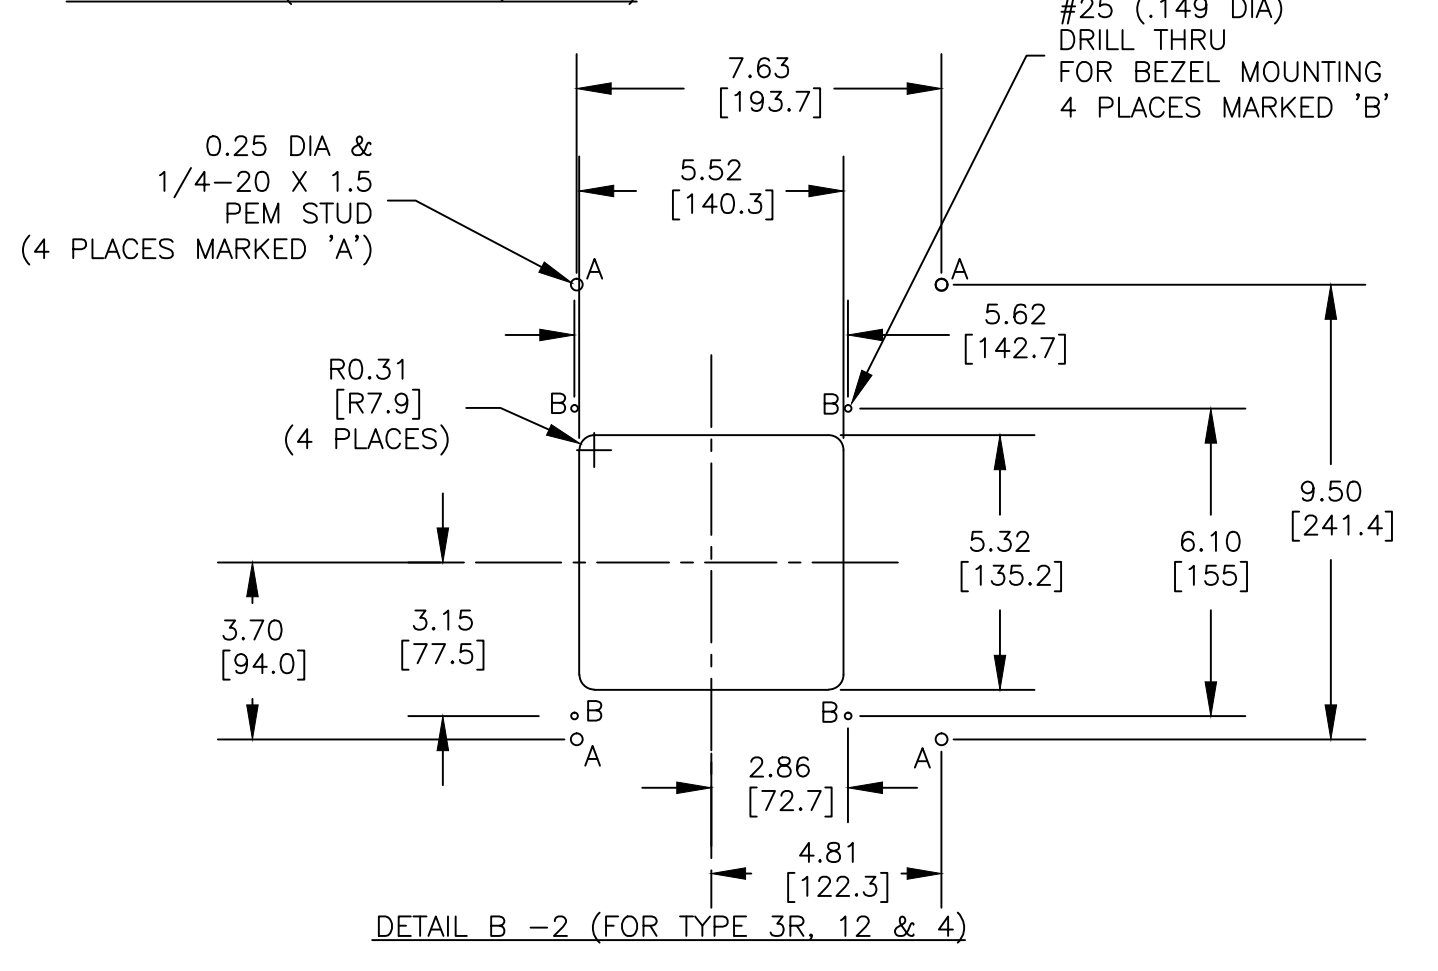 #25 (.149 DIA)
DRILL THRU
FOR BEZEL MOUNTING
4 PLACES MARKED 'B'
7.63
[193.7]
0.25 DIA &
1/4-20 X 1.5
PEM STUD
(4 PLACES MARKED 'A')
5.52
[140.3]
A
A
5.62
[142.7]
R0.31
[R7.9]
(4 PLACES)
B
B
9.50
[241.4]
5.32
[135.2]
6.10
[155]
3.70
[94.0]
3.15
[77.5]
B
B
A
A
2.86
[72.7]
4.81
[122.3]
DETAIL B -2 (FOR TYPE 3R, 12 & 4)